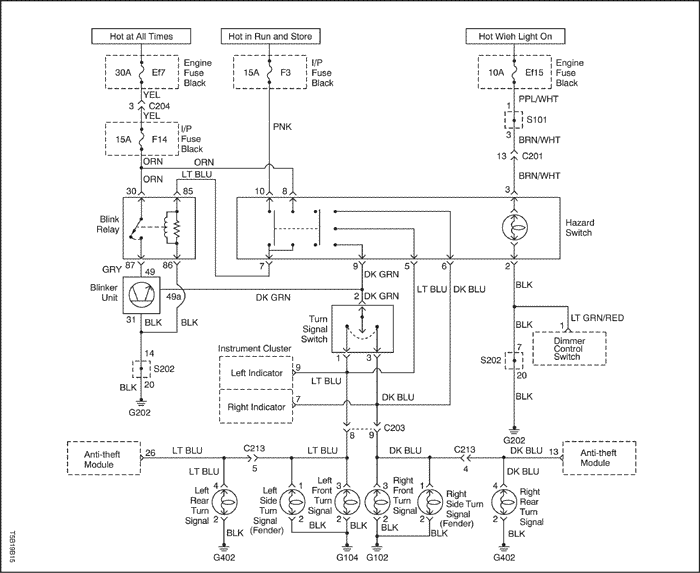 Hot at All Times
Hot in Run and Store
Hot Wieh Light On
30A Ef7
Engine
Fuse
Black
15A F3
I/P
Fuse
Black
10A Ef15
Engine
Fuse
Black
YEL
3 C204
YEL
PPL/WHT
1
S101
3
15A F14
I/P
Fuse
Black
PNK
BRN/WHT
13 C201
ORN
ORN
ORN
LT BLU
BRN/WHT
30 85
10 8
3
Blink
Relay
Hazard
Switch
87 86
7 9 5 6 2
GRY 49
DK GRN
LT BLU
DK BLU
BLK
Blinker
Unit
49a
DK GRN
2 DK GRN
31 BLK BLK
Turn
Signal
Switch
LT GRN/RED
1
BLK
Dimmer
Control
Switch
14
S202
20
BLK
G202
7
S202
20
BLK
G202
Instrument Cluster
1 3
Left Indicator
9
LT BLU
Right Indicator
7
DK BLU
C203
8 9
Anti-theft
Module
26
LT BLU
C213
5
LT BLU
DK BLU
C213
4
DK BLU
13
Anti-theft
Module
LT BLU
DK BLU
4
Left
Rear
Turn
Signal
2
BLK
G402
1
Left
Side
Turn
Signal
(Fender)
2
BLK
3
Left
Front
Turn
Signal
2
BLK
G104
3
Right
Front
Turn
Signal
2
BLK
G102
1
Right
Side Turn
Signal
(Fender)
2
BLK
4
Right
Rear
Turn
Signal
2
BLK
G402